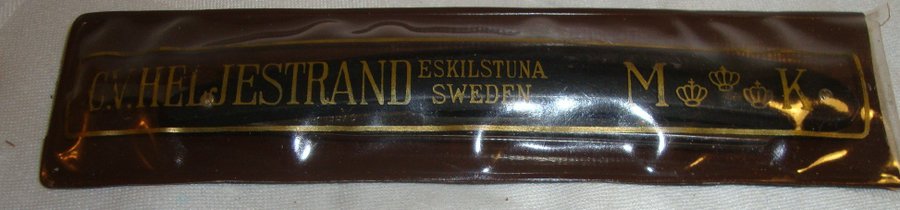 C.V. HELJESTRAND
ESKILSTUNA
SWEDEN
M K